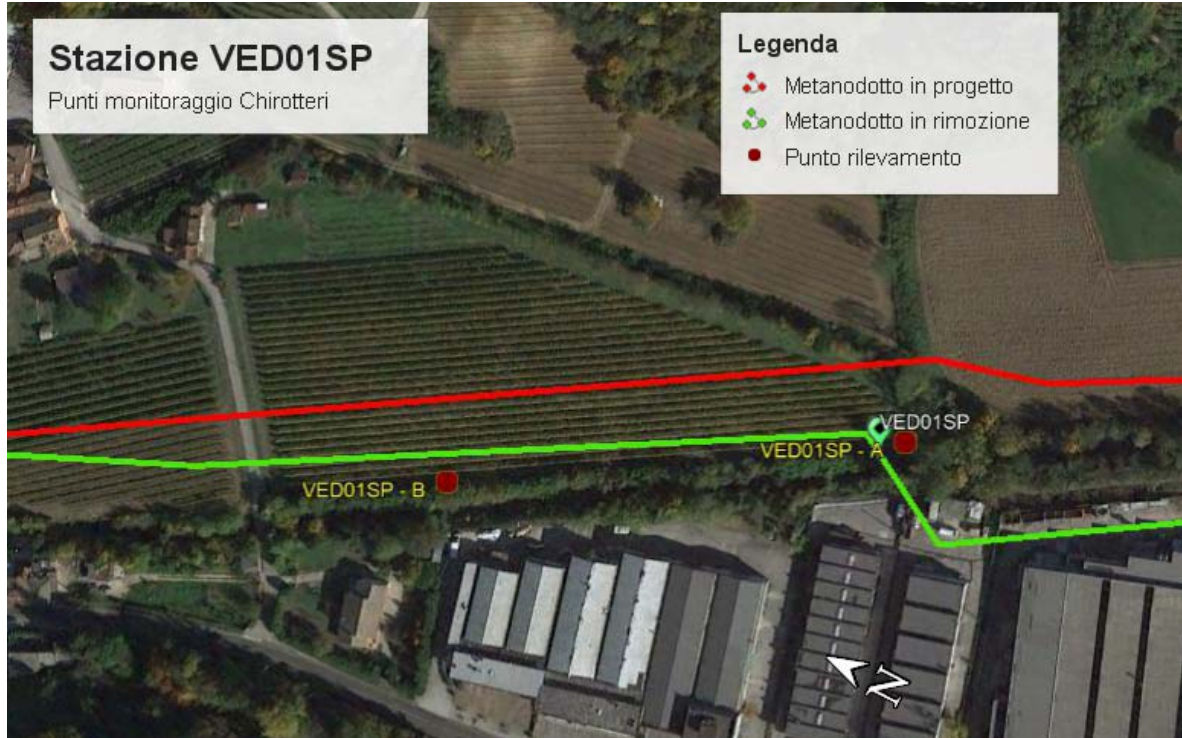 Stazione VED01SP
Punti monitoraggio Chirotteri
Legenda
Metanodotto in progetto
Metanodotto in rimozione
Punto rilevamento
VED01SP
VED01SP - A
VED01SP - B
N